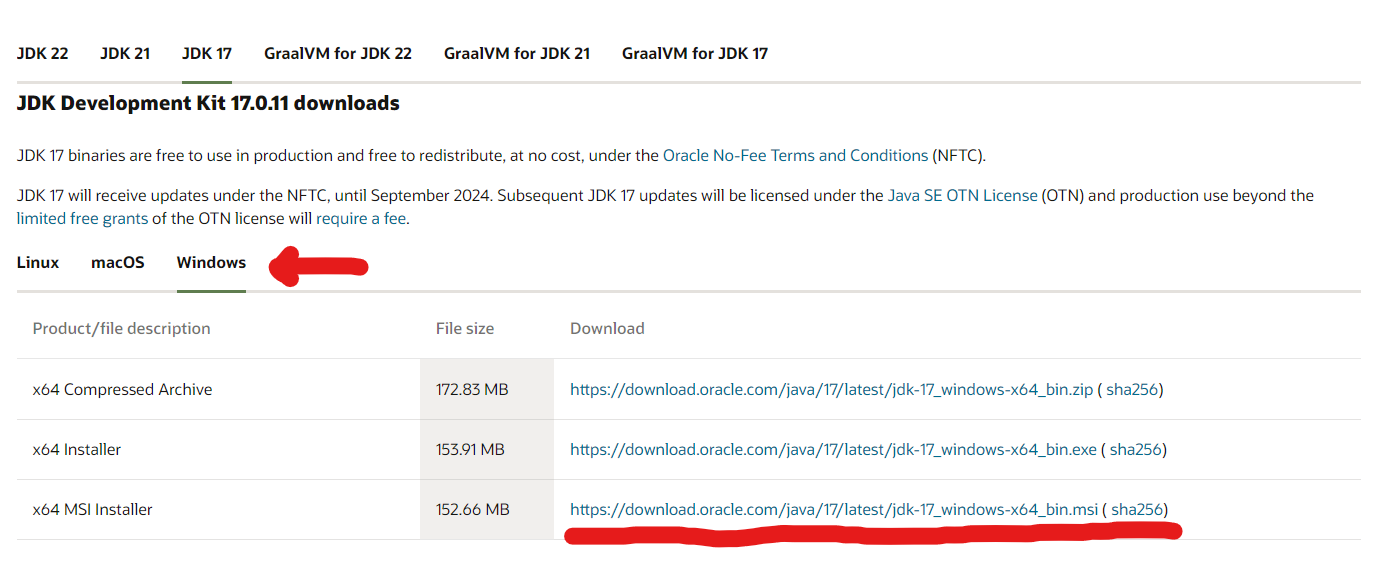 JDK 22 JDK 21 JDK 17 GraalVM for JDK 22 GraalVM for JDK 21 GraalVM for JDK 17
JDK Development Kit 17.0.11 downloads
JDK 17 binaries are free to use in production and free to redistribute, at no cost, under the Oracle No-Fee Terms and Conditions (NFTC).
JDK 17 will receive updates under the NFTC, until September 2024. Subsequent JDK 17 updates will be licensed under the Java SE OTN License (OTN) and production use beyond the
limited free grants of the OTN license will require a fee.
Linux macOS Windows
Product/file description File size Download
x64 Compressed Archive 172.83 MB https://download.oracle.com/java/17/latest/jdk-17_windows-x64_bin.zip ( sha256)
x64 Installer 153.91 MB https://download.oracle.com/java/17/latest/jdk-17_windows-x64_bin.exe ( sha256)
x64 MSI Installer 152.66 MB https://download.oracle.com/java/17/latest/jdk-17_windows-x64_bin.msi ( sha256)